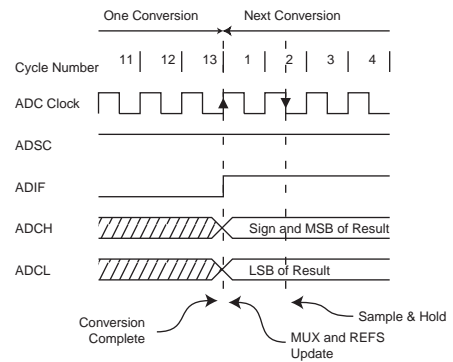 One Conversion Next Conversion
Cycle Number 11 12 13 1 2 3 4
ADC Clock
ADSC
ADIF
ADCH Sign and MSB of Result
ADCL LSB of Result
Conversion Complete
MUX and REFS Update
Sample & Hold